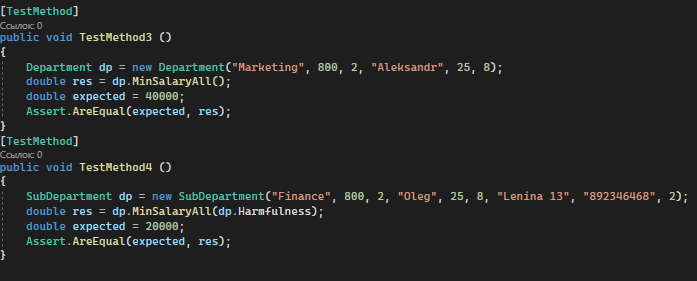 [TestMethod]
Ссылок: 0
public void TestMethod3 ()
{
Department dp = new Department("Marketing", 800, 2, "Aleksandr", 25, 8);
double res = dp.MinSalaryAll();
double expected = 40000;
Assert.AreEqual(expected, res);
}
[TestMethod]
Ссылок: 0
public void TestMethod4 ()
{
SubDepartment dp = new SubDepartment("Finance", 800, 2, "Oleg", 25, 8, "Lenina 13", "892346468", 2);
double res = dp.MinSalaryAll(dp.Harmfulness);
double expected = 20000;
Assert.AreEqual(expected, res);
}